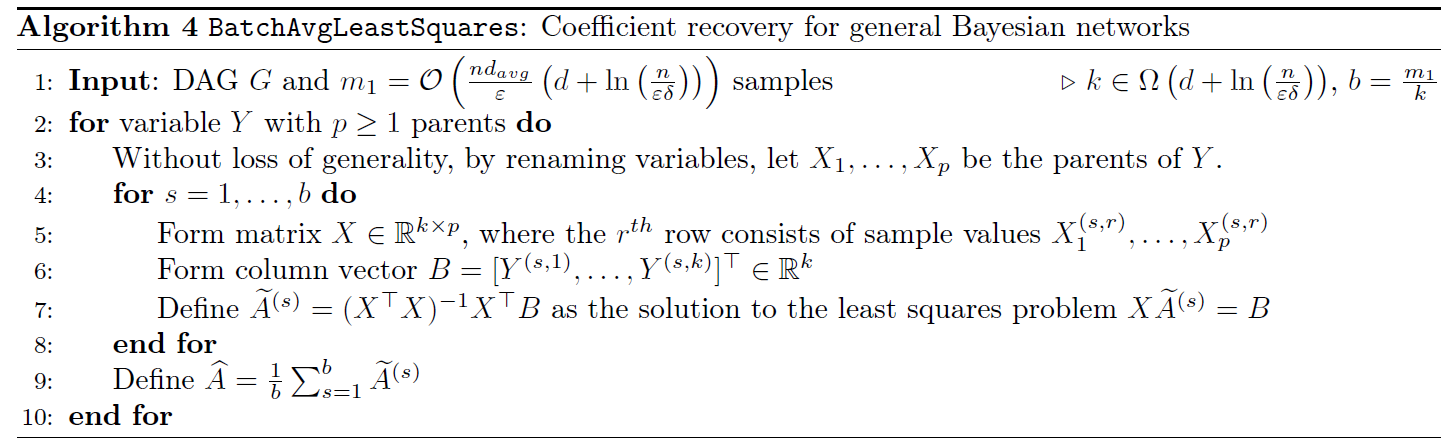 Algorithm 4 BatchAvgLeastSquares: Coefficient recovery for general Bayesian networks
1: Input: DAG $G$ and $m_1 = \mathcal{O}\left(\frac{nd_{avg}}{\varepsilon}\left(d + \ln\left(\frac{n}{\varepsilon\delta}\right)\right)\right)$ samples ▷ $k \in \Omega\left(d + \ln\left(\frac{n}{\varepsilon\delta}\right)\right)$, $b = \frac{m_1}{k}$
2: for variable $Y$ with $p \geq 1$ parents do
3: Without loss of generality, by renaming variables, let $X_1, \ldots, X_p$ be the parents of $Y$.
4: for $s = 1, \ldots, b$ do
5: Form matrix $X \in \mathbb{R}^{k \times p}$, where the $r^{th}$ row consists of sample values $X_1^{(s,r)}, \ldots, X_p^{(s,r)}$
6: Form column vector $B = [Y^{(s,1)}, \ldots, Y^{(s,k)}]^\top \in \mathbb{R}^k$
7: Define $\widetilde{A}^{(s)} = (X^\top X)^{-1} X^\top B$ as the solution to the least squares problem $X\widetilde{A}^{(s)} = B$
8: end for
9: Define $\widehat{A} = \frac{1}{b} \sum_{s=1}^{b} \widetilde{A}^{(s)}$
10: end for